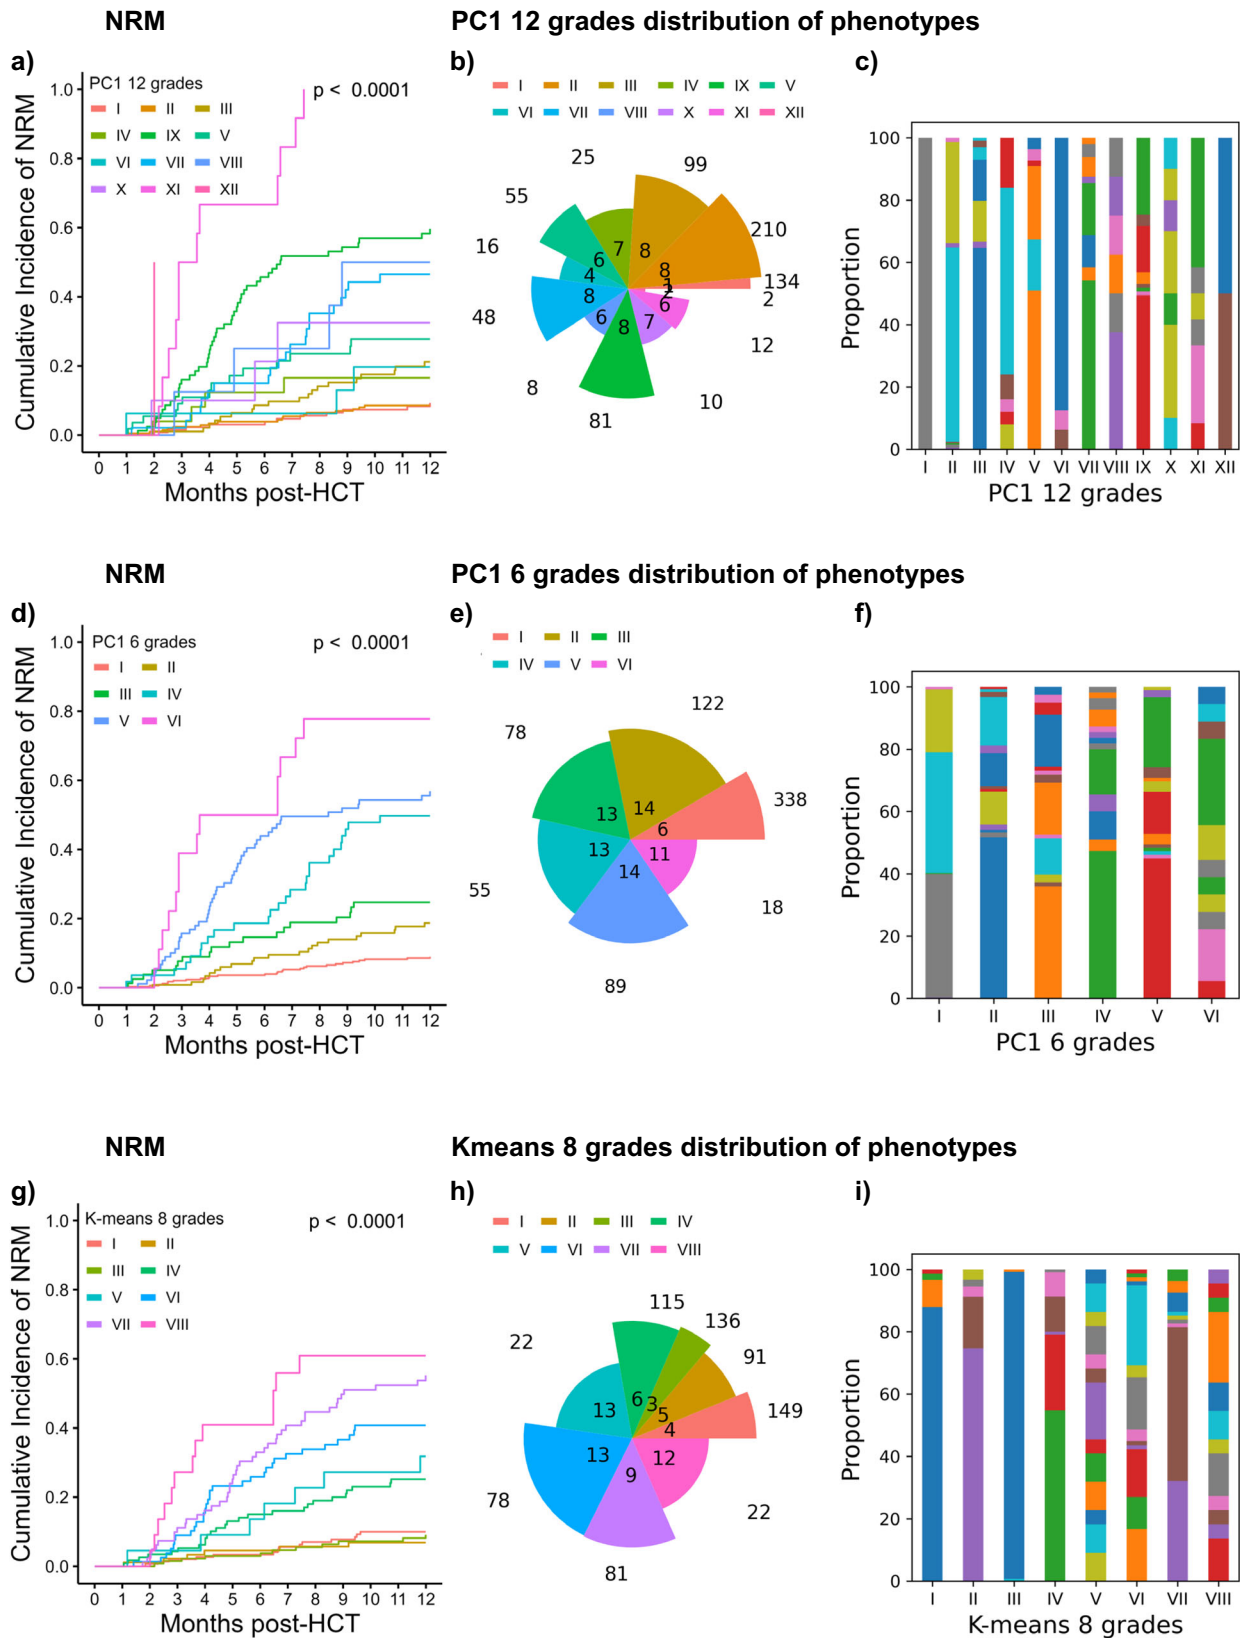 NRM
PC1 12 grades distribution of phenotypes
a)
PC1 12 grades
p < 0.0001
I II III
IV IX V
VI VII VIII
X XI XII
Cumulative Incidence of NRM
1.0
0.8
0.6
0.4
0.2
0.0
0 1 2 3 4 5 6 7 8 9 10 11 12
Months post-HCT
b)
I II III IV IX V
VI VII VIII X XI XII
25
99
55
210
16
134
2
48
12
8
10
81
7
8
6
8
4
1
8
2
6
6
8
7
c)
Proportion
100
80
60
40
20
0
I II III IV V VI VII VIII IX X XI XII
PC1 12 grades
NRM
PC1 6 grades distribution of phenotypes
d)
PC1 6 grades
p < 0.0001
I II
III IV
V VI
Cumulative Incidence of NRM
1.0
0.8
0.6
0.4
0.2
0.0
0 1 2 3 4 5 6 7 8 9 10 11 12
Months post-HCT
e)
I II III
IV V VI
122
78
338
55
18
89
14
13
6
13
11
14
f)
Proportion
100
80
60
40
20
0
I II III IV V VI
PC1 6 grades
NRM
Kmeans 8 grades distribution of phenotypes
g)
K-means 8 grades
p < 0.0001
I II
III IV
V VI
VII VIII
Cumulative Incidence of NRM
1.0
0.8
0.6
0.4
0.2
0.0
0 1 2 3 4 5 6 7 8 9 10 11 12
Months post-HCT
h)
I II III IV
V VI VII VIII
115
136
22
91
149
78
22
81
6
3
13
5
4
13
12
9
i)
Proportion
100
80
60
40
20
0
I II III IV V VI VII VIII
K-means 8 grades